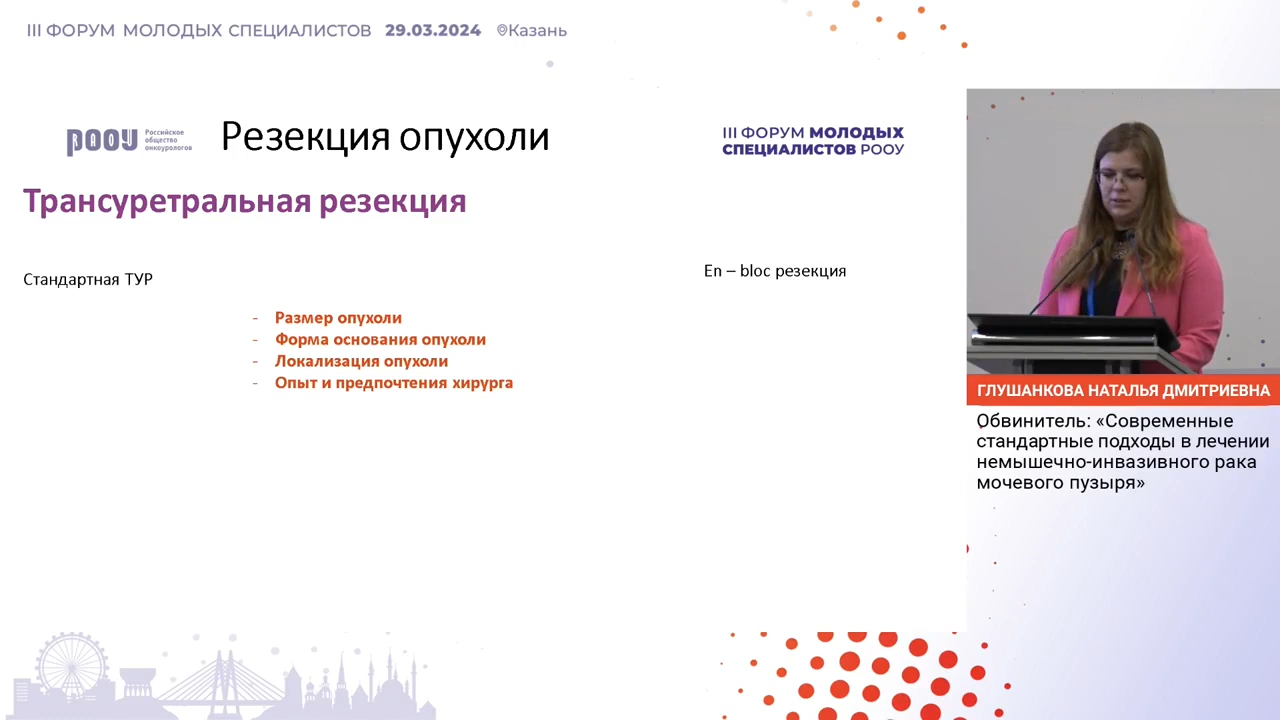 III ФОРУМ МОЛОДЫХ СПЕЦИАЛИСТОВ 29.03.2024 Казань
РООУ Российское
общество
онкоурологов
Резекция опухоли
III ФОРУМ МОЛОДЫХ
СПЕЦИАЛИСТОВ РООУ
Трансуретральная резекция
Стандартная ТУР
En – bloc резекция
- Размер опухоли
- Форма основания опухоли
- Локализация опухоли
- Опыт и предпочтения хирурга
ГЛУШАНКОВА НАТАЛЬЯ ДМИТРИЕВНА
Обвинитель: «Современные
стандартные подходы в лечении
немышечно-инвазивного рака
мочевого пузыря»